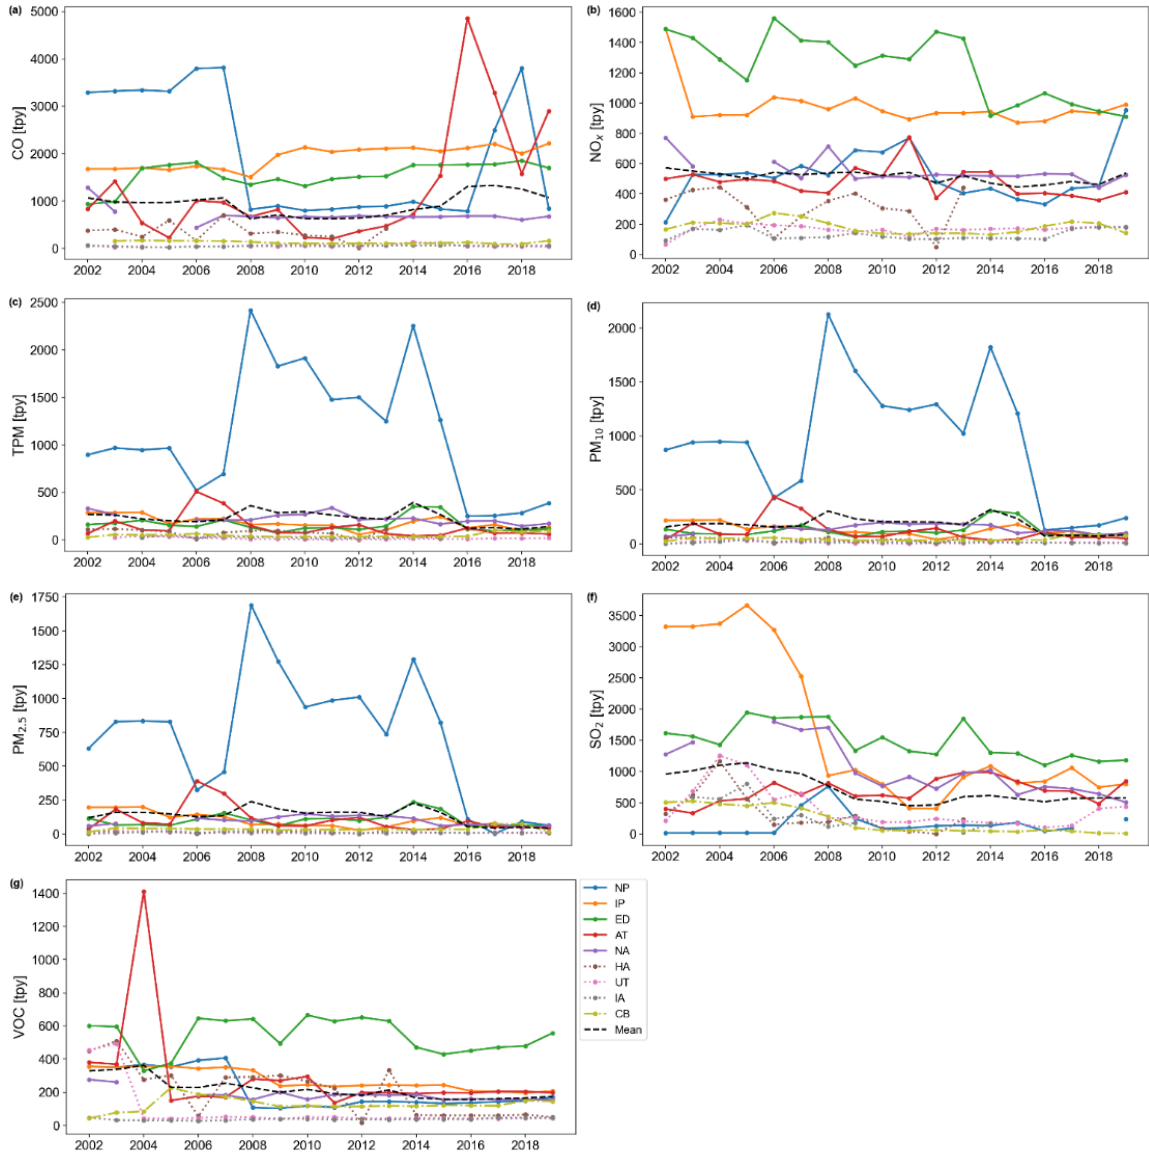 (a)
5000
4000
3000
2000
1000
0
CO [tpy]
2002 2004 2006 2008 2010 2012 2014 2016 2018
(b)
1600
1400
1200
1000
800
600
400
200
0
NOx [tpy]
2002 2004 2006 2008 2010 2012 2014 2016 2018
(c)
2500
2000
1500
1000
500
0
TPM [tpy]
2002 2004 2006 2008 2010 2012 2014 2016 2018
(d)
2000
1500
1000
500
0
PM10 [tpy]
2002 2004 2006 2008 2010 2012 2014 2016 2018
(e)
1750
1500
1250
1000
750
500
250
0
PM2.5 [tpy]
2002 2004 2006 2008 2010 2012 2014 2016 2018
(f)
3500
3000
2500
2000
1500
1000
500
0
SO2 [tpy]
2002 2004 2006 2008 2010 2012 2014 2016 2018
(g)
1400
1200
1000
800
600
400
200
0
VOC [tpy]
2002 2004 2006 2008 2010 2012 2014 2016 2018
NP
IP
ED
AT
NA
HA
UT
IA
CB
Mean